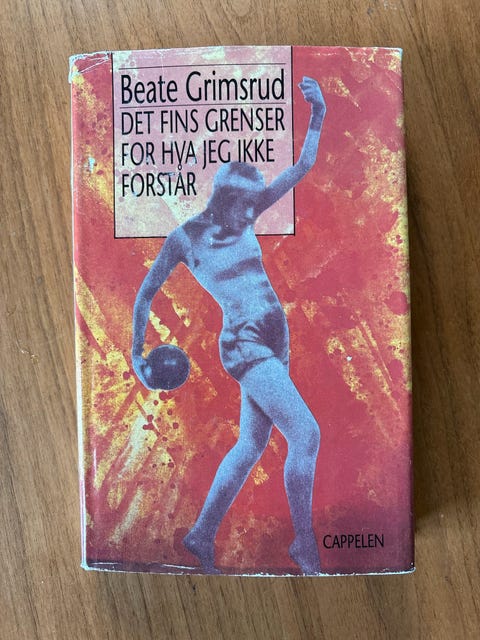 Beate Grimsrud
DET FINS GRENSER
FOR HVA JEG IKKE
FORSTÅR
CAPPELEN